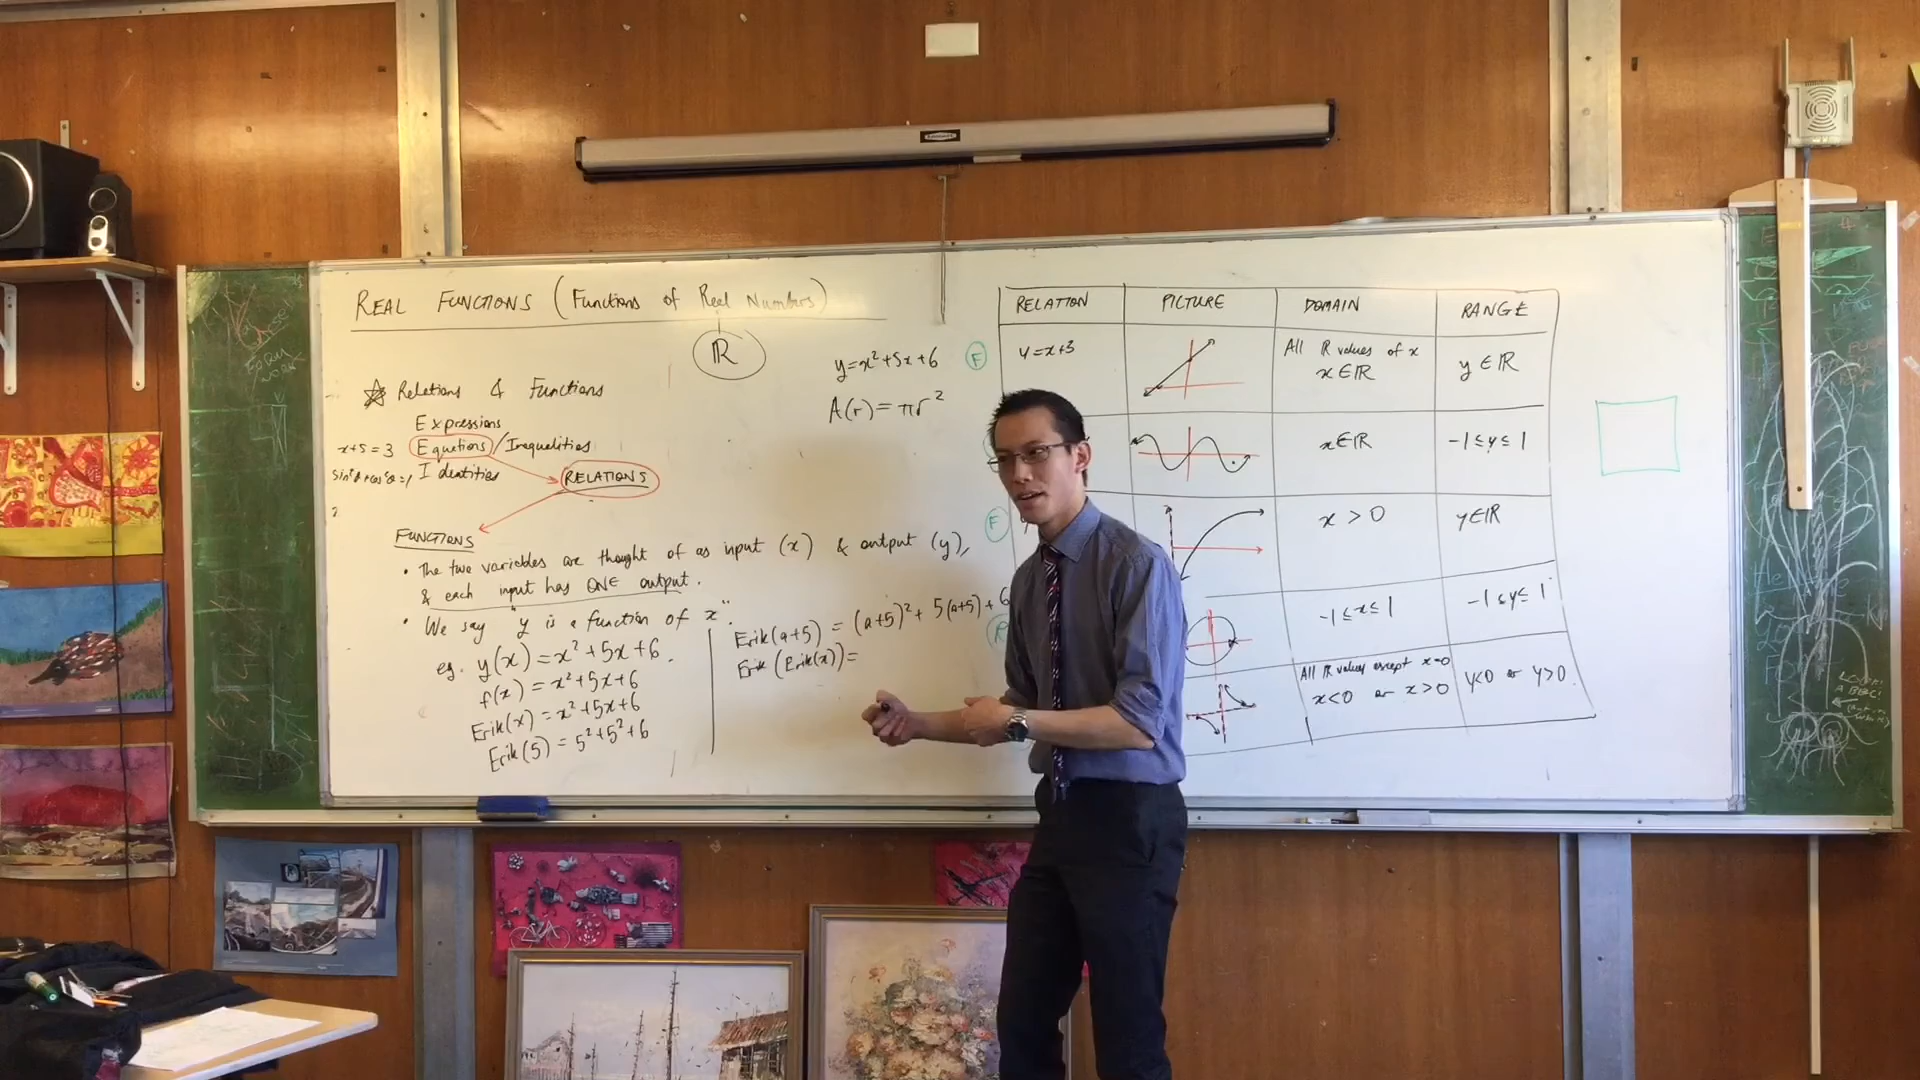 REAL FUNCTIONS (Functions of Real Numbers)
ℝ
Relations & Functions
Expressions
x+5=3 Equations / Inequalities
sin²θ+cos²θ=1 Identities
RELATIONS
FUNCTIONS
• The two variables are thought of as input (x) & output (y),
& each input has ONE output.
• We say "y is a function of x".
eg. y(x) = x²+5x+6.
f(x) = x²+5x+6
Erik(x) = x²+5x+6
Erik(5) = 5²+5²+6
y=x²+5x+6
A(r)=πr²
Erik(a+5) = (a+5)²+5(a+5)+6
Erik(Erik(x))=
RELATION PICTURE DOMAIN RANGE
F y=x+3 All ℝ values of x x∈ℝ y∈ℝ
x∈ℝ -1≤y≤1
F x>0 y∈ℝ
R -1≤x≤1 -1≤y≤1
All ℝ values except x=0 x<0 or x>0 y<0 or y>0.